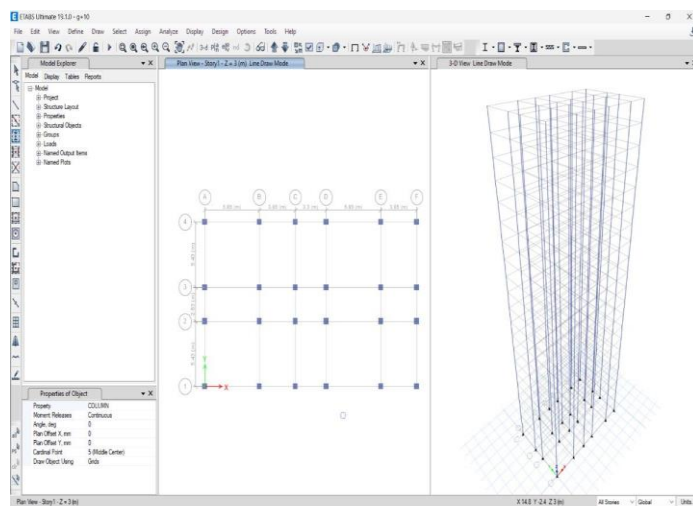 ETABS Ultimate 19.1.0 - g+10
File Edit View Define Draw Select Assign Analyze Display Design Options Tools Help
Model Explorer
Model Display Tables Reports
Model
Project
Structure Layout
Properties
Structural Objects
Groups
Loads
Named Output Items
Named Plots
Plan View - Story1 - Z = 3 (m) Line Draw Mode
A B C D E F
4
3
2
1
Y
X
3-D View Line Draw Mode
Properties of Object
Property COLUMN
Moment Releases Continuous
Angle, deg 0
Plan Offset X, mm 0
Plan Offset Y, mm 0
Cardinal Point 5 (Middle Center)
Draw Object Using Grids
Plan View - Story1 - Z = 3 (m)
X 14.8 Y -2.4 Z 3 (m) All Stories Global Units...